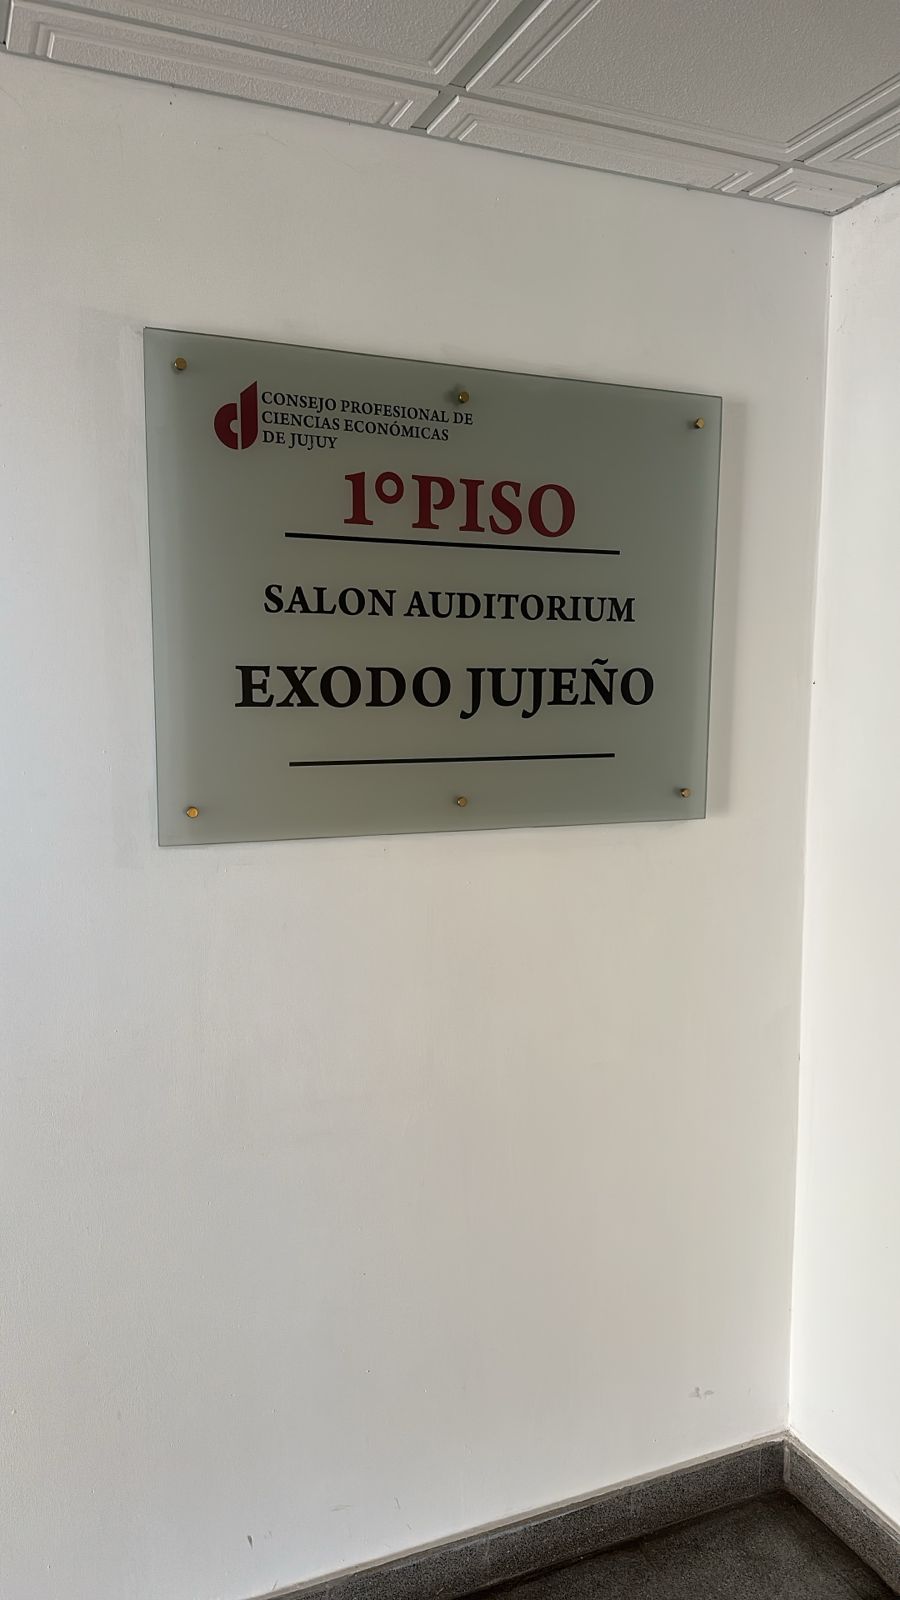 CONSEJO PROFESIONAL DE
CIENCIAS ECONÓMICAS
DE JUJUY
1° PISO
SALON AUDITORIUM
EXODO JUJEÑO